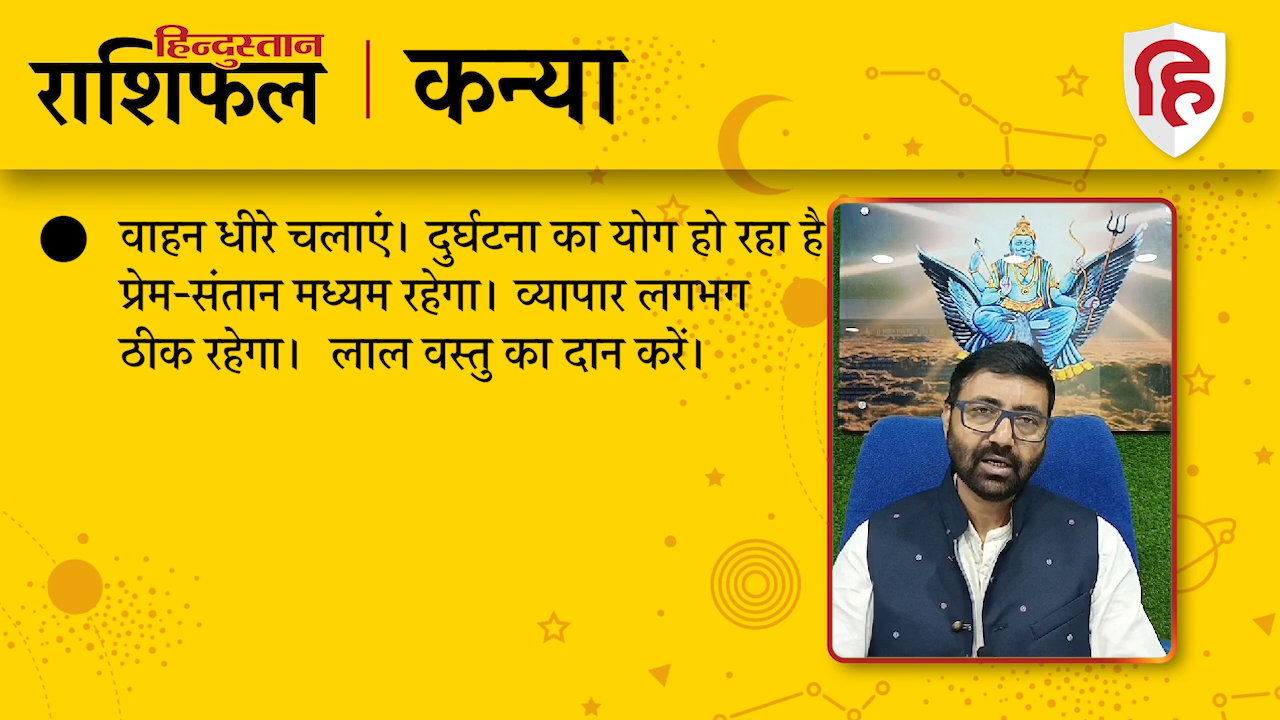 हिन्दुस्तान
राशिफल
कन्या
हि
वाहन धीरे चलाएं। दुर्घटना का योग हो रहा है
प्रेम-संतान मध्यम रहेगा। व्यापार लगभग
ठीक रहेगा। लाल वस्तु का दान करें।